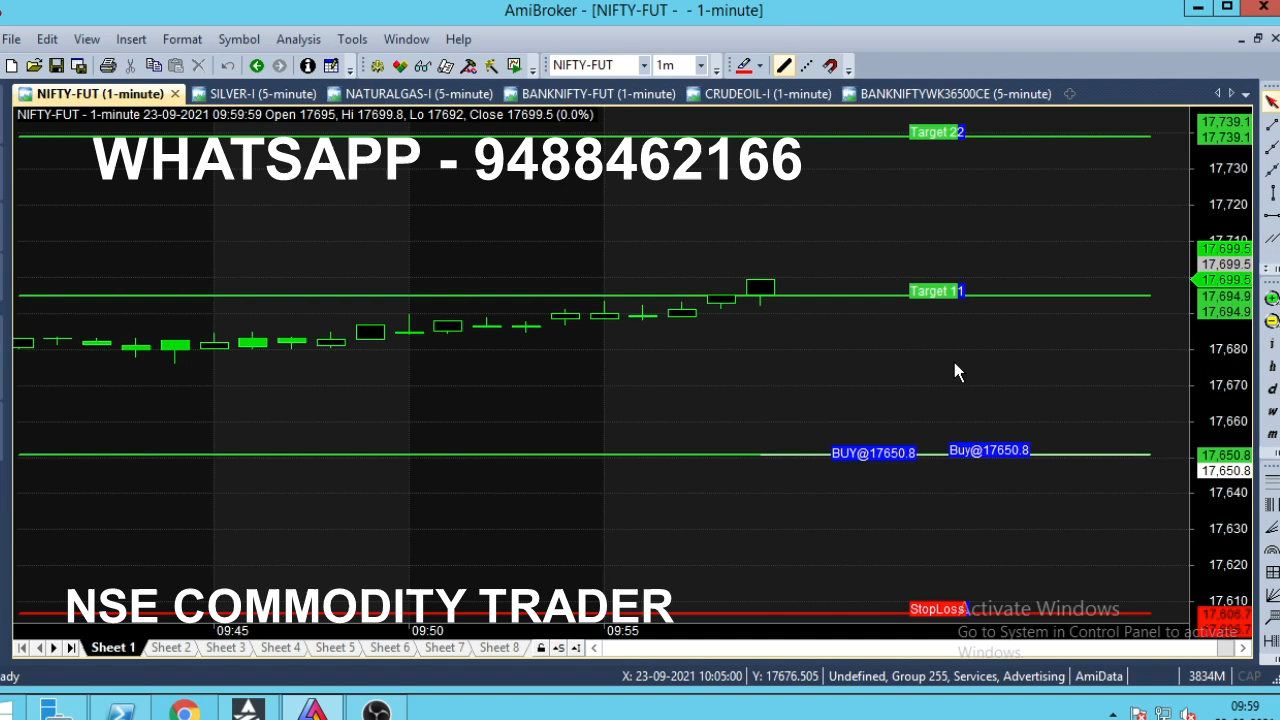 AmiBroker - [NIFTY-FUT - - 1-minute]
File Edit View Insert Format Symbol Analysis Tools Window Help
NIFTY-FUT 1m
NIFTY-FUT (1-minute) SILVER-I (5-minute) NATURALGAS-I (5-minute) BANKNIFTY-FUT (1-minute) CRUDEOIL-I (1-minute) BANKNIFTYWK36500CE (5-minute)
NIFTY-FUT - 1-minute 23-09-2021 09:59:59 Open 17695, Hi 17699.8, Lo 17692, Close 17699.5 (0.0%)
17,739.1
Target 22
17,739.1
WHATSAPP - 9488462166
17,730
17,720
17,710
17,699.5
17,699.5
17,699.5
Target 11
17,694.9
17,694.9
17,680
17,670
17,660
BUY@17650.8 Buy@17650.8
17,650.8
17,650.8
17,640
17,630
17,620
17,610
NSE COMMODITY TRADER
StopLoss
Activate Windows
17,606.7
Go to System in Control Panel to activate
Windows.
09:45 09:50 09:55
Sheet 1 Sheet 2 Sheet 3 Sheet 4 Sheet 5 Sheet 6 Sheet 7 Sheet 8
ady X: 23-09-2021 10:05:00 Y: 17676.505 Undefined, Group 255, Services, Advertising AmiData 3834M CAP
09:59